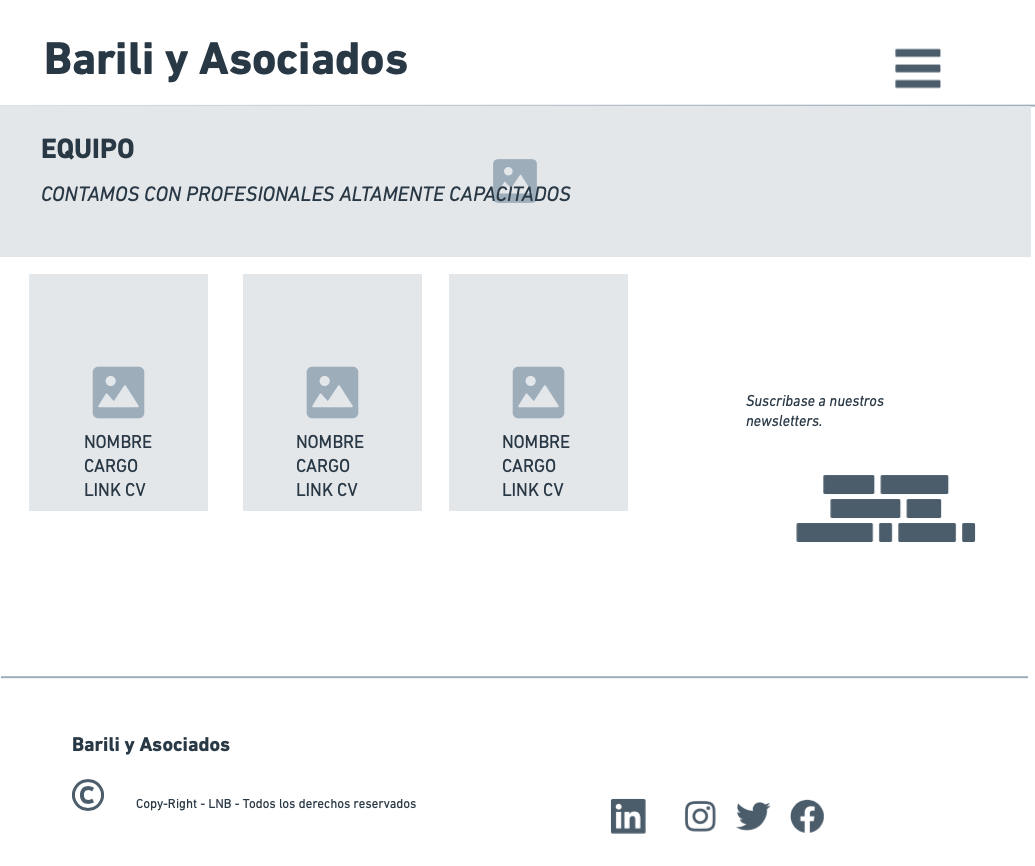 Barili y Asociados
EQUIPO
CONTAMOS CON PROFESIONALES ALTAMENTE CAPACITADOS
NOMBRE
CARGO
LINK CV
NOMBRE
CARGO
LINK CV
NOMBRE
CARGO
LINK CV
Suscribase a nuestros
newsletters.
Barili y Asociados
© Copy-Right - LNB - Todos los derechos reservados